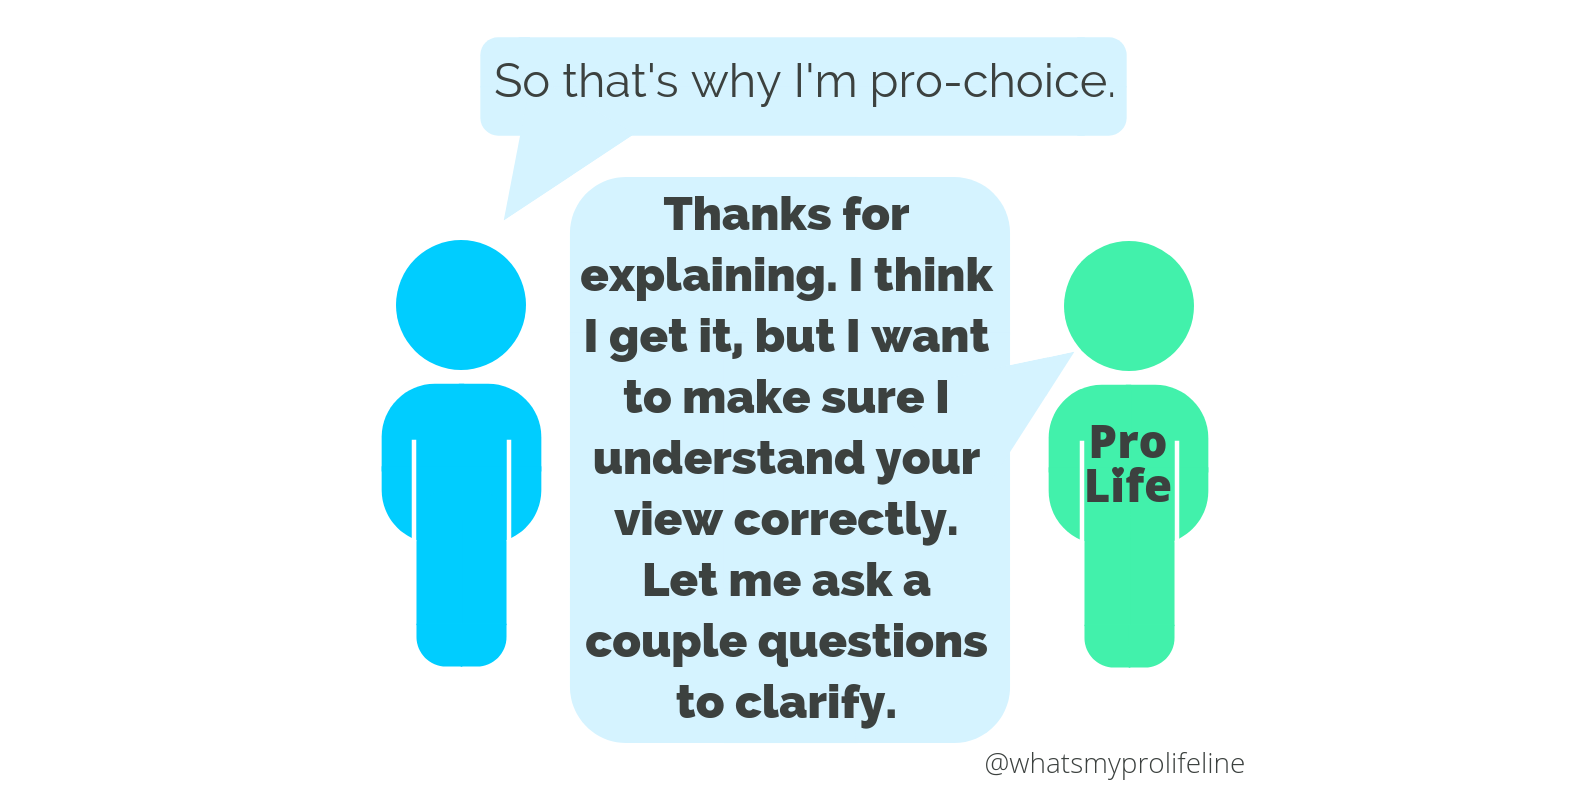 So that's why I'm pro-choice.
Thanks for
explaining. I think
I get it, but I want
to make sure I
understand your
view correctly.
Let me ask a
couple questions
to clarify.
Pro
Life
@whatsmyprolifeline